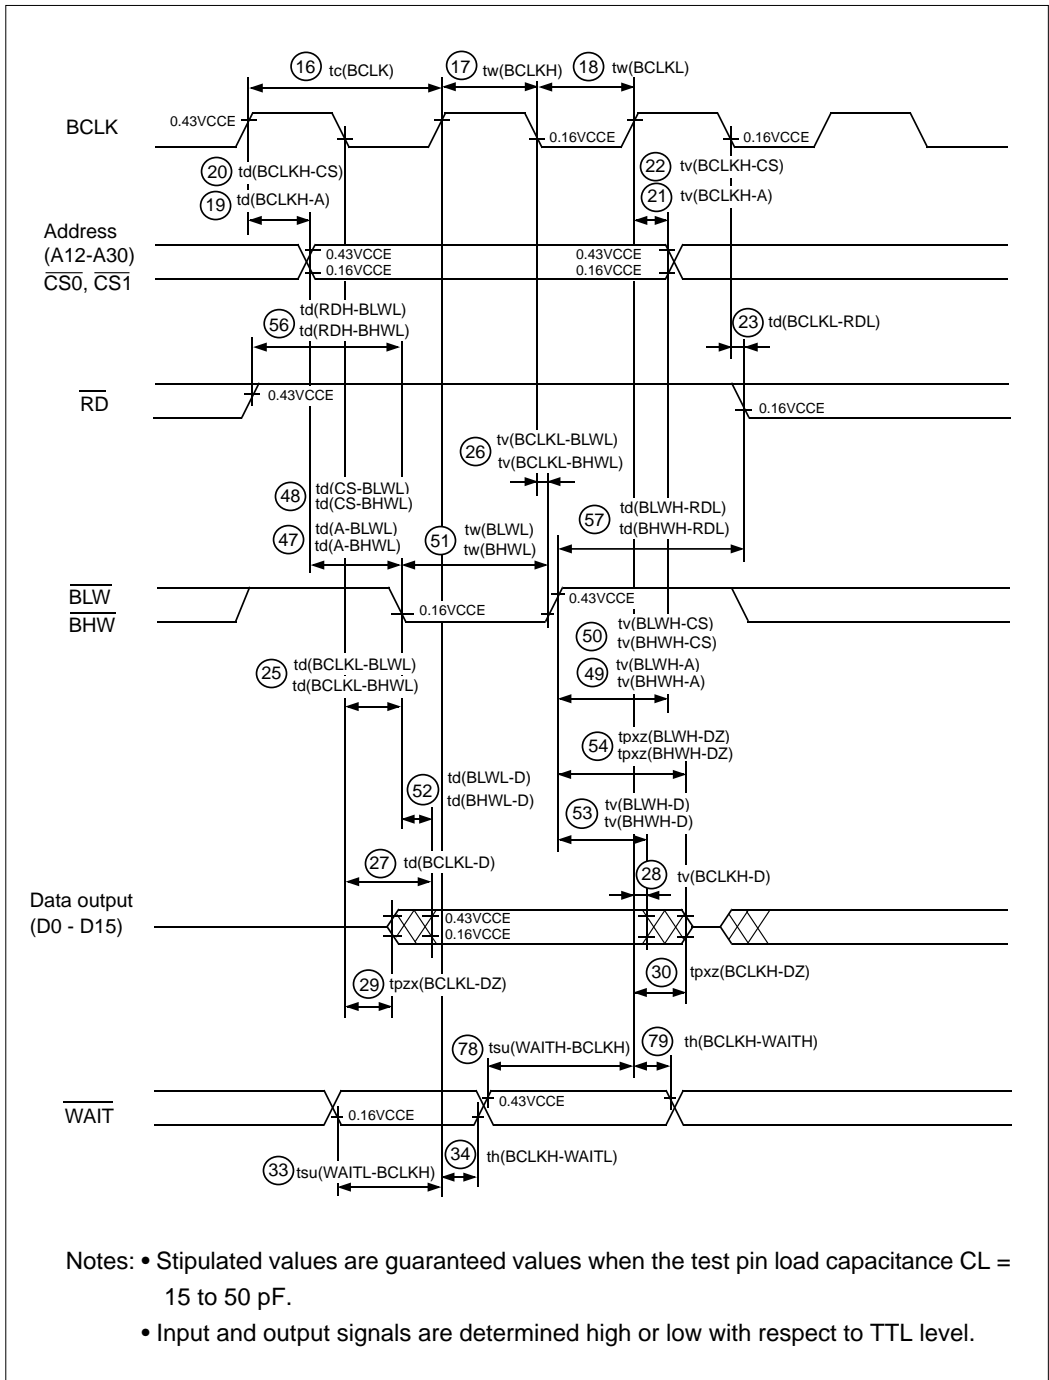 16 tc(BCLK)
17 tw(BCLKH)
18 tw(BCLKL)
BCLK
0.43VCCE
0.16VCCE
0.16VCCE
20 td(BCLKH-CS)
19 td(BCLKH-A)
22 tv(BCLKH-CS)
21 tv(BCLKH-A)
Address
(A12-A30)
CS0, CS1
0.43VCCE
0.16VCCE
0.43VCCE
0.16VCCE
56 td(RDH-BLWL)
td(RDH-BHWL)
23 td(BCLKL-RDL)
RD
0.43VCCE
0.16VCCE
26 tv(BCLKL-BLWL)
tv(BCLKL-BHWL)
48 td(CS-BLWL)
td(CS-BHWL)
47 td(A-BLWL)
td(A-BHWL)
51 tw(BLWL)
tw(BHWL)
57 td(BLWH-RDL)
td(BHWH-RDL)
BLW
BHW
0.16VCCE
0.43VCCE
50 tv(BLWH-CS)
tv(BHWH-CS)
49 tv(BLWH-A)
tv(BHWH-A)
25 td(BCLKL-BLWL)
td(BCLKL-BHWL)
54 tpxz(BLWH-DZ)
tpxz(BHWH-DZ)
52 td(BLWL-D)
td(BHWL-D)
53 tv(BLWH-D)
tv(BHWH-D)
27 td(BCLKL-D)
28 tv(BCLKH-D)
Data output
(D0 - D15)
0.43VCCE
0.16VCCE
29 tpzx(BCLKL-DZ)
30 tpxz(BCLKH-DZ)
78 tsu(WAITH-BCLKH)
79 th(BCLKH-WAITH)
WAIT
0.16VCCE
0.43VCCE
33 tsu(WAITL-BCLKH)
34 th(BCLKH-WAITL)
Notes: • Stipulated values are guaranteed values when the test pin load capacitance CL =
15 to 50 pF.
• Input and output signals are determined high or low with respect to TTL level.